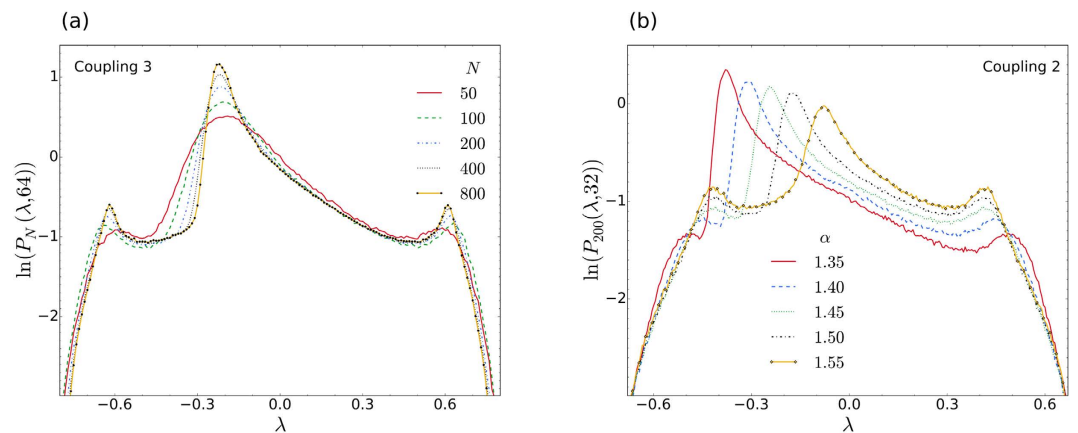 (a)
Coupling 3
N
50
100
200
400
800
1
0
−1
−2
−0.6
−0.3
0.0
0.3
0.6
λ
ln(P_N(λ,64))
(b)
Coupling 2
α
1.35
1.40
1.45
1.50
1.55
0
−1
−2
−0.6
−0.3
0.0
0.3
0.6
λ
ln(P_200(λ,32))